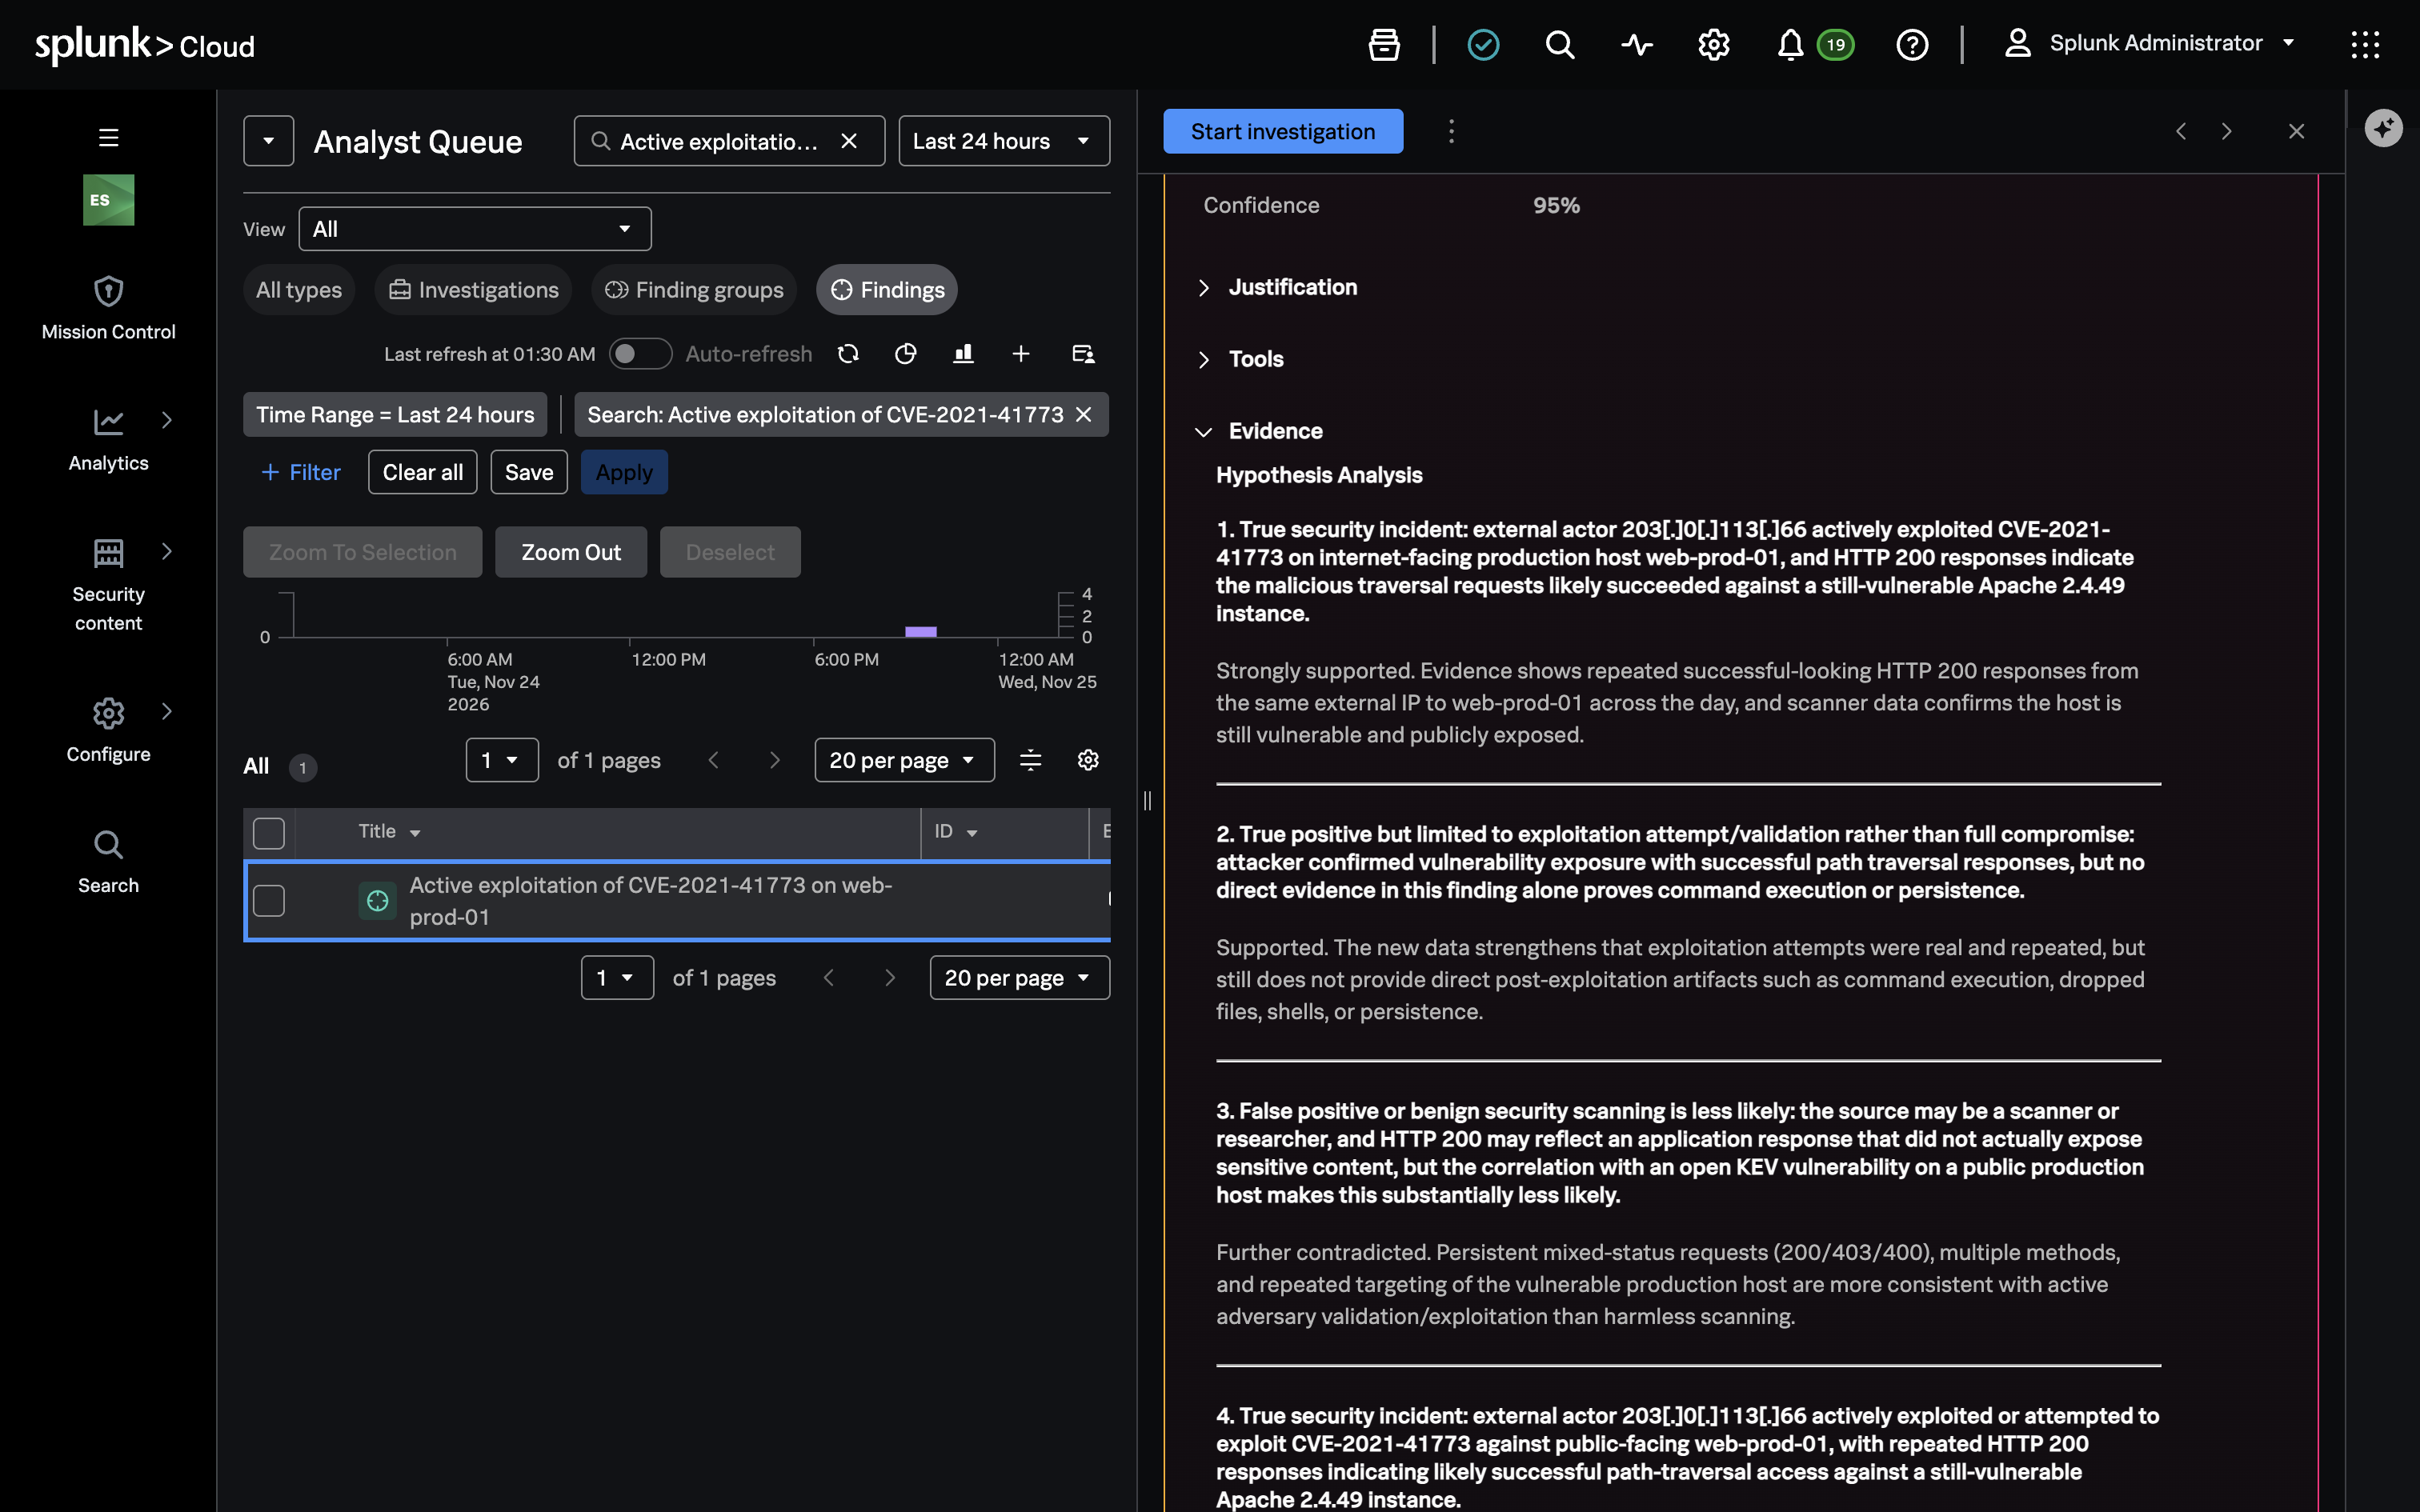 splunk>Cloud
19
Splunk Administrator
ES
Mission Control
Analytics
Security
content
Configure
Search
Analyst Queue
Active exploitatio...
Last 24 hours
View
All
All types
Investigations
Finding groups
Findings
Last refresh at 01:30 AM
Auto-refresh
Time Range = Last 24 hours
Search: Active exploitation of CVE-2021-41773
+ Filter
Clear all
Save
Apply
Zoom To Selection
Zoom Out
Deselect
0
4
2
0
6:00 AM
Tue, Nov 24
2026
12:00 PM
6:00 PM
12:00 AM
Wed, Nov 25
All
1
1
of 1 pages
20 per page
Title
ID
Active exploitation of CVE-2021-41773 on web-
prod-01
1
of 1 pages
20 per page
Start investigation
Confidence
95%
Justification
Tools
Evidence
Hypothesis Analysis
1. True security incident: external actor 203[.]0[.]113[.]66 actively exploited CVE-2021-
41773 on internet-facing production host web-prod-01, and HTTP 200 responses indicate
the malicious traversal requests likely succeeded against a still-vulnerable Apache 2.4.49
instance.
Strongly supported. Evidence shows repeated successful-looking HTTP 200 responses from
the same external IP to web-prod-01 across the day, and scanner data confirms the host is
still vulnerable and publicly exposed.
2. True positive but limited to exploitation attempt/validation rather than full compromise:
attacker confirmed vulnerability exposure with successful path traversal responses, but no
direct evidence in this finding alone proves command execution or persistence.
Supported. The new data strengthens that exploitation attempts were real and repeated, but
still does not provide direct post-exploitation artifacts such as command execution, dropped
files, shells, or persistence.
3. False positive or benign security scanning is less likely: the source may be a scanner or
researcher, and HTTP 200 may reflect an application response that did not actually expose
sensitive content, but the correlation with an open KEV vulnerability on a public production
host makes this substantially less likely.
Further contradicted. Persistent mixed-status requests (200/403/400), multiple methods,
and repeated targeting of the vulnerable production host are more consistent with active
adversary validation/exploitation than harmless scanning.
4. True security incident: external actor 203[.]0[.]113[.]66 actively exploited or attempted to
exploit CVE-2021-41773 against public-facing web-prod-01, with repeated HTTP 200
responses indicating likely successful path-traversal access against a still-vulnerable
Apache 2.4.49 instance.